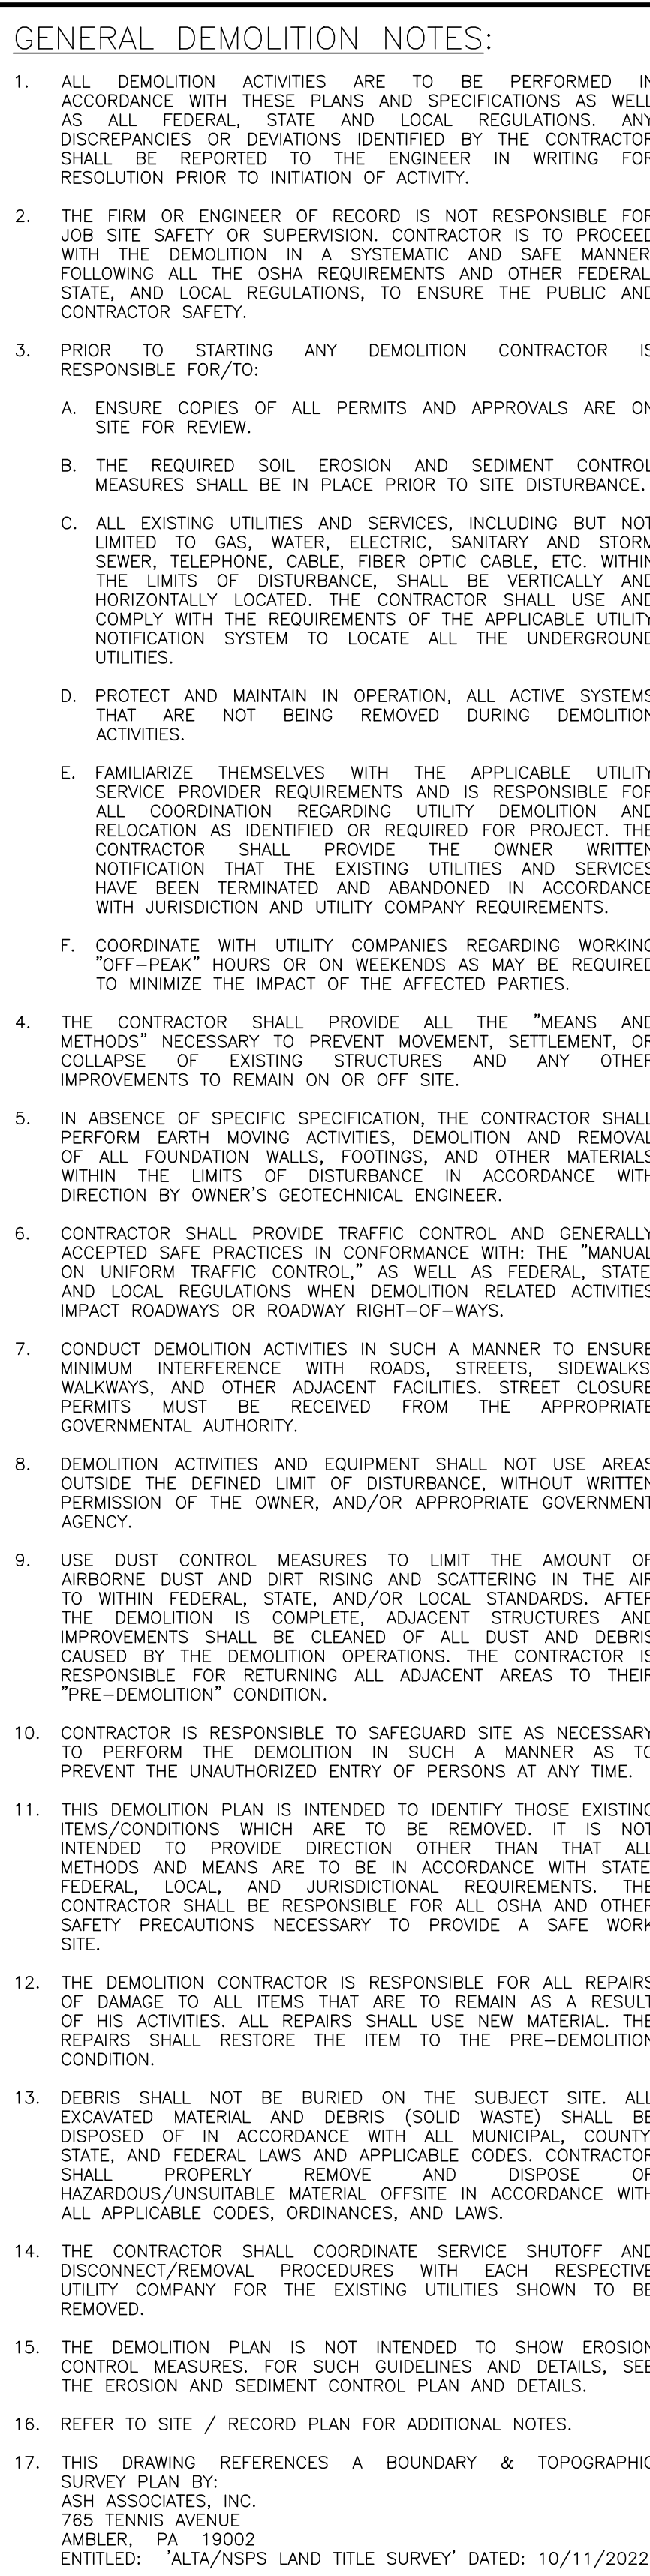 GENERAL DEMOLITION NOTES:
1. ALL DEMOLITION ACTIVITIES ARE TO BE PERFORMED IN
ACCORDANCE WITH THESE PLANS AND SPECIFICATIONS AS WELL
AS ALL FEDERAL, STATE AND LOCAL REGULATIONS. ANY
DISCREPANCIES OR DEVIATIONS IDENTIFIED BY THE CONTRACTOR
SHALL BE REPORTED TO THE ENGINEER IN WRITING FOR
RESOLUTION PRIOR TO INITIATION OF ACTIVITY.
2. THE FIRM OR ENGINEER OF RECORD IS NOT RESPONSIBLE FOR
JOB SITE SAFETY OR SUPERVISION. CONTRACTOR IS TO PROCEED
WITH THE DEMOLITION IN A SYSTEMATIC AND SAFE MANNER
FOLLOWING ALL THE OSHA REQUIREMENTS AND OTHER FEDERAL
STATE, AND LOCAL REGULATIONS, TO ENSURE THE PUBLIC AND
CONTRACTOR SAFETY.
3. PRIOR TO STARTING ANY DEMOLITION CONTRACTOR IS
RESPONSIBLE FOR/TO:
A. ENSURE COPIES OF ALL PERMITS AND APPROVALS ARE ON
SITE FOR REVIEW.
B. THE REQUIRED SOIL EROSION AND SEDIMENT CONTROL
MEASURES SHALL BE IN PLACE PRIOR TO SITE DISTURBANCE.
C. ALL EXISTING UTILITIES AND SERVICES, INCLUDING BUT NOT
LIMITED TO GAS, WATER, ELECTRIC, SANITARY AND STORM
SEWER, TELEPHONE, CABLE, FIBER OPTIC CABLE, ETC. WITHIN
THE LIMITS OF DISTURBANCE, SHALL BE VERTICALLY AND
HORIZONTALLY LOCATED. THE CONTRACTOR SHALL USE AND
COMPLY WITH THE REQUIREMENTS OF THE APPLICABLE UTILITY
NOTIFICATION SYSTEM TO LOCATE ALL THE UNDERGROUND
UTILITIES.
D. PROTECT AND MAINTAIN IN OPERATION, ALL ACTIVE SYSTEMS
THAT ARE NOT BEING REMOVED DURING DEMOLITION
ACTIVITIES.
E. FAMILIARIZE THEMSELVES WITH THE APPLICABLE UTILITY
SERVICE PROVIDER REQUIREMENTS AND IS RESPONSIBLE FOR
ALL COORDINATION REGARDING UTILITY DEMOLITION AND
RELOCATION AS IDENTIFIED OR REQUIRED FOR PROJECT. THE
CONTRACTOR SHALL PROVIDE THE OWNER WRITTEN
NOTIFICATION THAT THE EXISTING UTILITIES AND SERVICES
HAVE BEEN TERMINATED AND ABANDONED IN ACCORDANCE
WITH JURISDICTION AND UTILITY COMPANY REQUIREMENTS.
F. COORDINATE WITH UTILITY COMPANIES REGARDING WORKING
"OFF-PEAK" HOURS OR ON WEEKENDS AS MAY BE REQUIRED
TO MINIMIZE THE IMPACT OF THE AFFECTED PARTIES.
4. THE CONTRACTOR SHALL PROVIDE ALL THE "MEANS AND
METHODS" NECESSARY TO PREVENT MOVEMENT, SETTLEMENT, OR
COLLAPSE OF EXISTING STRUCTURES AND ANY OTHER
IMPROVEMENTS TO REMAIN ON OR OFF SITE.
5. IN ABSENCE OF SPECIFIC SPECIFICATION, THE CONTRACTOR SHALL
PERFORM EARTH MOVING ACTIVITIES, DEMOLITION AND REMOVAL
OF ALL FOUNDATION WALLS, FOOTINGS, AND OTHER MATERIALS
WITHIN THE LIMITS OF DISTURBANCE IN ACCORDANCE WITH
DIRECTION BY OWNER'S GEOTECHNICAL ENGINEER.
6. CONTRACTOR SHALL PROVIDE TRAFFIC CONTROL AND GENERALLY
ACCEPTED SAFE PRACTICES IN CONFORMANCE WITH: THE "MANUAL
ON UNIFORM TRAFFIC CONTROL," AS WELL AS FEDERAL, STATE
AND LOCAL REGULATIONS WHEN DEMOLITION RELATED ACTIVITIES
IMPACT ROADWAYS OR ROADWAY RIGHT-OF-WAYS.
7. CONDUCT DEMOLITION ACTIVITIES IN SUCH A MANNER TO ENSURE
MINIMUM INTERFERENCE WITH ROADS, STREETS, SIDEWALKS
WALKWAYS, AND OTHER ADJACENT FACILITIES. STREET CLOSURE
PERMITS MUST BE RECEIVED FROM THE APPROPRIATE
GOVERNMENTAL AUTHORITY.
8. DEMOLITION ACTIVITIES AND EQUIPMENT SHALL NOT USE AREAS
OUTSIDE THE DEFINED LIMIT OF DISTURBANCE, WITHOUT WRITTEN
PERMISSION OF THE OWNER, AND/OR APPROPRIATE GOVERNMENT
AGENCY.
9. USE DUST CONTROL MEASURES TO LIMIT THE AMOUNT OF
AIRBORNE DUST AND DIRT RISING AND SCATTERING IN THE AIR
TO WITHIN FEDERAL, STATE, AND/OR LOCAL STANDARDS. AFTER
THE DEMOLITION IS COMPLETE, ADJACENT STRUCTURES AND
IMPROVEMENTS SHALL BE CLEANED OF ALL DUST AND DEBRIS
CAUSED BY THE DEMOLITION OPERATIONS. THE CONTRACTOR IS
RESPONSIBLE FOR RETURNING ALL ADJACENT AREAS TO THEIR
"PRE-DEMOLITION" CONDITION.
10. CONTRACTOR IS RESPONSIBLE TO SAFEGUARD SITE AS NECESSARY
TO PERFORM THE DEMOLITION IN SUCH A MANNER AS TO
PREVENT THE UNAUTHORIZED ENTRY OF PERSONS AT ANY TIME.
11. THIS DEMOLITION PLAN IS INTENDED TO IDENTIFY THOSE EXISTING
ITEMS/CONDITIONS WHICH ARE TO BE REMOVED. IT IS NOT
INTENDED TO PROVIDE DIRECTION OTHER THAN THAT ALL
METHODS AND MEANS ARE TO BE IN ACCORDANCE WITH STATE
FEDERAL, LOCAL, AND JURISDICTIONAL REQUIREMENTS. THE
CONTRACTOR SHALL BE RESPONSIBLE FOR ALL OSHA AND OTHER
SAFETY PRECAUTIONS NECESSARY TO PROVIDE A SAFE WORK
SITE.
12. THE DEMOLITION CONTRACTOR IS RESPONSIBLE FOR ALL REPAIRS
OF DAMAGE TO ALL ITEMS THAT ARE TO REMAIN AS A RESULT
OF HIS ACTIVITIES. ALL REPAIRS SHALL USE NEW MATERIAL. THE
REPAIRS SHALL RESTORE THE ITEM TO THE PRE-DEMOLITION
CONDITION.
13. DEBRIS SHALL NOT BE BURIED ON THE SUBJECT SITE. ALL
EXCAVATED MATERIAL AND DEBRIS (SOLID WASTE) SHALL BE
DISPOSED OF IN ACCORDANCE WITH ALL MUNICIPAL, COUNTY
STATE, AND FEDERAL LAWS AND APPLICABLE CODES. CONTRACTOR
SHALL PROPERLY REMOVE AND DISPOSE OF
HAZARDOUS/UNSUITABLE MATERIAL OFFSITE IN ACCORDANCE WITH
ALL APPLICABLE CODES, ORDINANCES, AND LAWS.
14. THE CONTRACTOR SHALL COORDINATE SERVICE SHUTOFF AND
DISCONNECT/REMOVAL PROCEDURES WITH EACH RESPECTIVE
UTILITY COMPANY FOR THE EXISTING UTILITIES SHOWN TO BE
REMOVED.
15. THE DEMOLITION PLAN IS NOT INTENDED TO SHOW EROSION
CONTROL MEASURES. FOR SUCH GUIDELINES AND DETAILS, SEE
THE EROSION AND SEDIMENT CONTROL PLAN AND DETAILS.
16. REFER TO SITE / RECORD PLAN FOR ADDITIONAL NOTES.
17. THIS DRAWING REFERENCES A BOUNDARY & TOPOGRAPHIC
SURVEY PLAN BY:
ASH ASSOCIATES, INC.
765 TENNIS AVENUE
AMBLER, PA 19002
ENTITLED: 'ALTA/NSPS LAND TITLE SURVEY' DATED: 10/11/2022